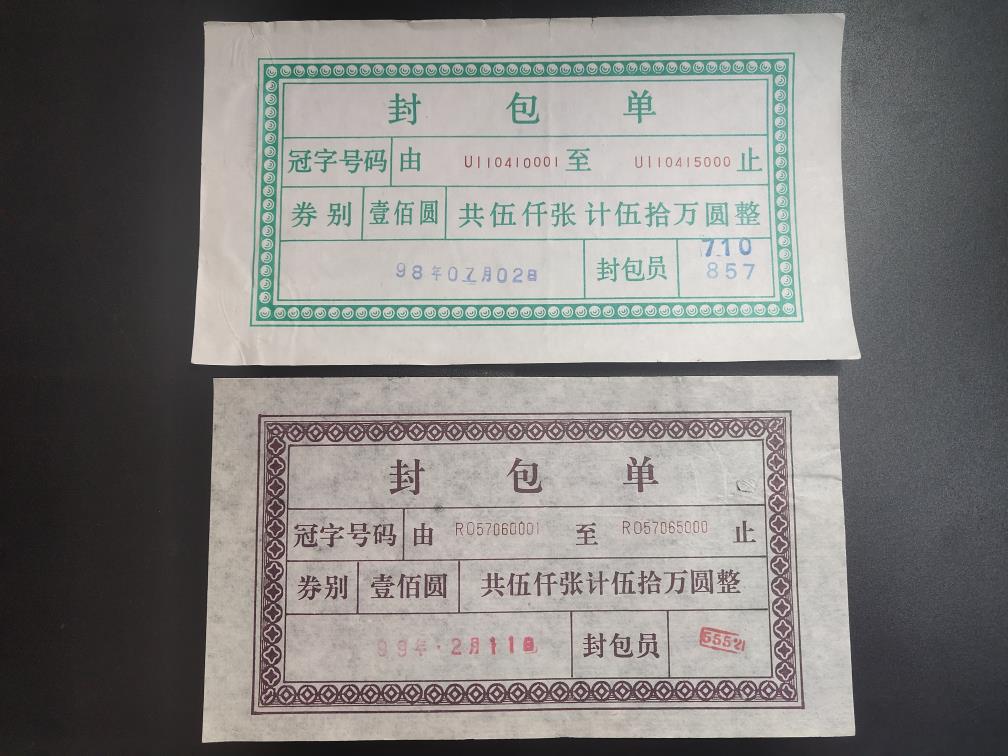 封包单
冠字号码 由 UII10410001 至 UII10415000 止
券别 壹佰圆 共伍仟张 计伍拾万圆整
710
98年07月02日 封包员 857
封包单
冠字号码 由 RO57060001 至 RO57065000 止
券别 壹佰圆 共伍仟张计伍拾万圆整
99年·2月11日 封包员 5552